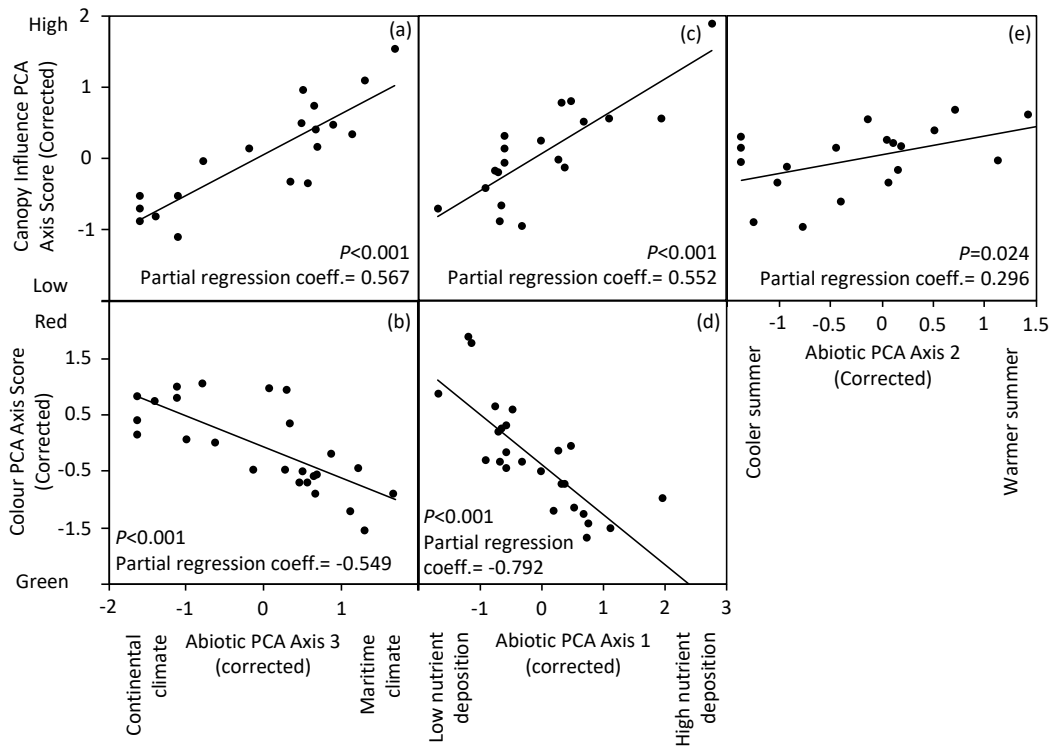 High
2
1
0
-1
Low
Canopy Influence PCA
Axis Score (Corrected)
(a)
P<0.001
Partial regression coeff.= 0.567
(c)
P<0.001
Partial regression coeff.= 0.552
(e)
P=0.024
Partial regression coeff.= 0.296
-1
-0.5
0
0.5
1
1.5
Abiotic PCA Axis 2
(Corrected)
Cooler summer
Warmer summer
Red
1.5
0.5
-0.5
-1.5
Green
Colour PCA Axis Score
(Corrected)
(b)
P<0.001
Partial regression coeff.= -0.549
(d)
P<0.001
Partial regression
coeff.= -0.792
-2
-1
0
1
Abiotic PCA Axis 3
(corrected)
Continental
climate
Maritime
climate
-1
0
1
2
3
Abiotic PCA Axis 1
(corrected)
Low nutrient
deposition
High nutrient
deposition